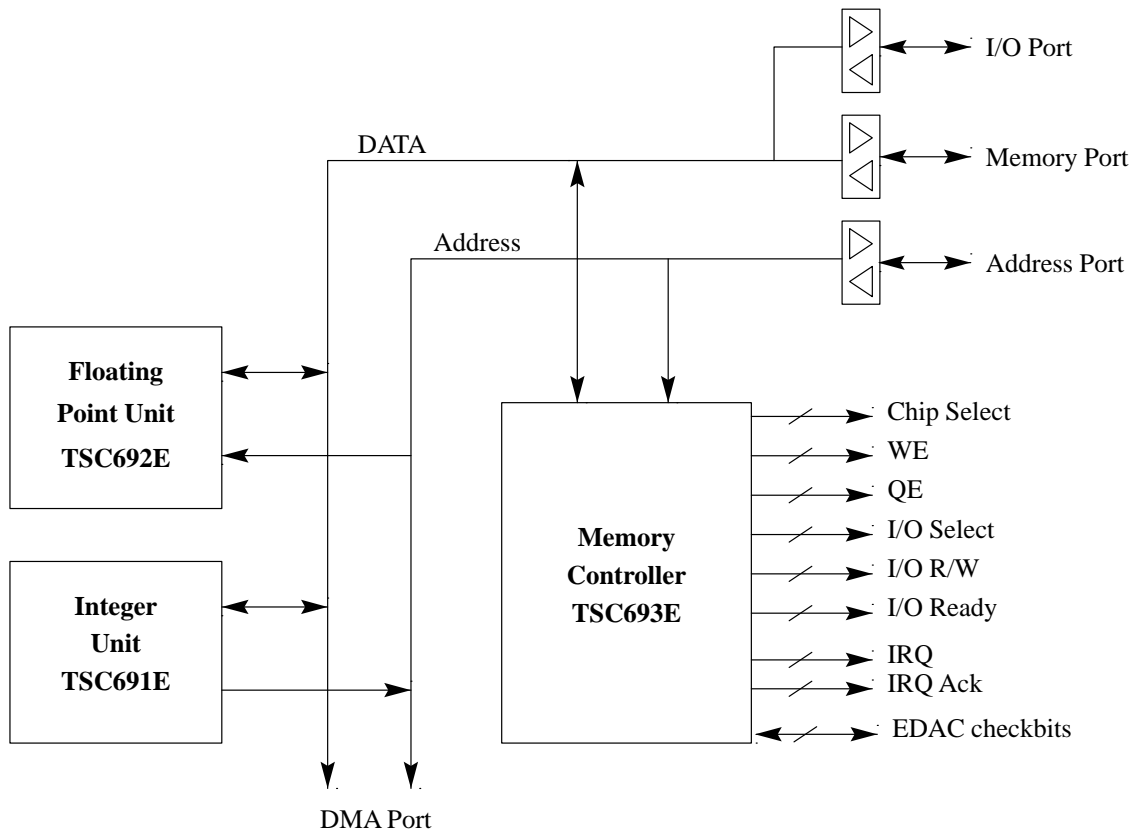 I/O Port
DATA
Memory Port
Address
Address Port
Floating
Point Unit
TSC692E
Integer
Unit
TSC691E
Memory
Controller
TSC693E
Chip Select
WE
QE
I/O Select
I/O R/W
I/O Ready
IRQ
IRQ Ack
EDAC checkbits
DMA Port